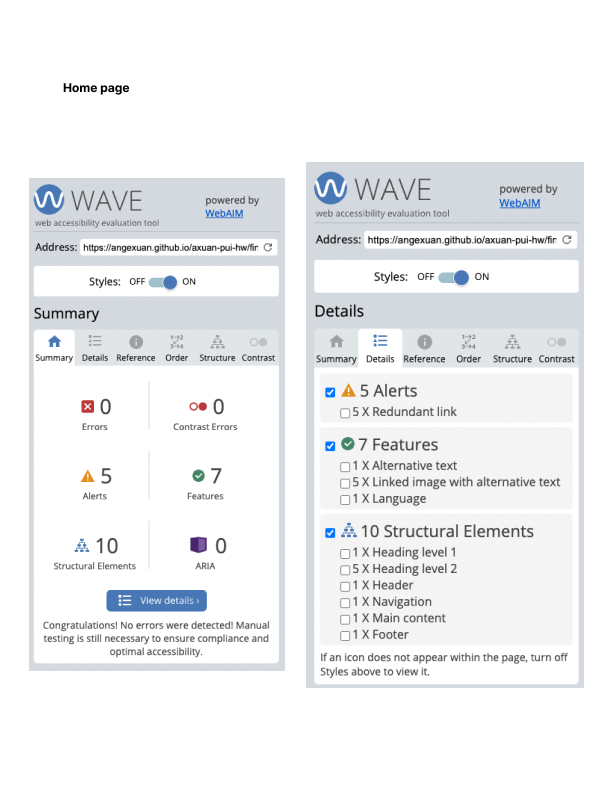 Home page
WAVE
powered by
WebAIM
web accessibility evaluation tool
Address: https://angexuan.github.io/axuan-pui-hw/fir
Styles: OFF ON
Summary
Summary Details Reference Order Structure Contrast
0
Errors
0
Contrast Errors
5
Alerts
7
Features
10
Structural Elements
0
ARIA
View details ›
Congratulations! No errors were detected! Manual
testing is still necessary to ensure compliance and
optimal accessibility.
WAVE
powered by
WebAIM
web accessibility evaluation tool
Address: https://angexuan.github.io/axuan-pui-hw/fir
Styles: OFF ON
Details
Summary Details Reference Order Structure Contrast
5 Alerts
5 X Redundant link
7 Features
1 X Alternative text
5 X Linked image with alternative text
1 X Language
10 Structural Elements
1 X Heading level 1
5 X Heading level 2
1 X Header
1 X Navigation
1 X Main content
1 X Footer
If an icon does not appear within the page, turn off
Styles above to view it.